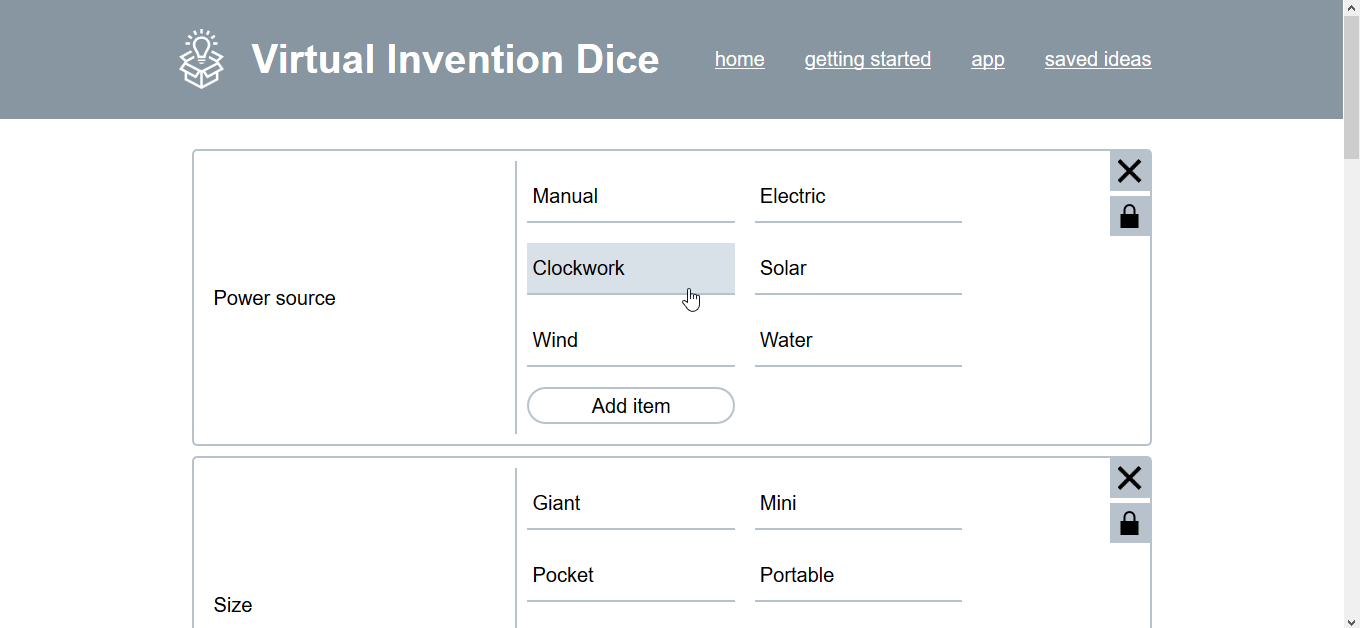 Virtual Invention Dice
home getting started app saved ideas
Manual Electric
Clockwork Solar
Power source
Wind Water
Add item
Giant Mini
Pocket Portable
Size